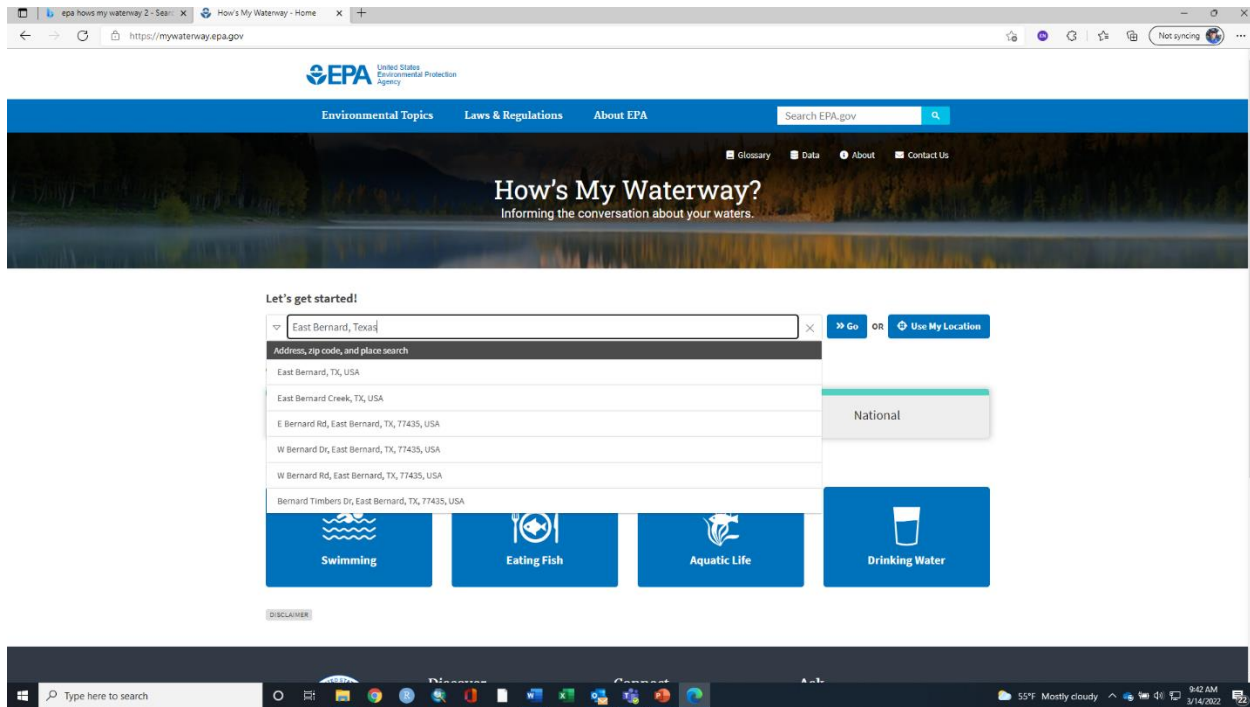 epa hows my waterway 2 - Sear
How's My Waterway - Home
https://mywaterway.epa.gov
Not syncing
EPA
United States
Environmental Protection
Agency
Environmental Topics
Laws & Regulations
About EPA
Search EPA.gov
Glossary
Data
About
Contact Us
How's My Waterway?
Informing the conversation about your waters.
Let's get started!
East Bernard, Texas
Go
OR
Use My Location
Address, zip code, and place search
East Bernard, TX, USA
East Bernard Creek, TX, USA
E Bernard Rd, East Bernard, TX, 77435, USA
W Bernard Dr, East Bernard, TX, 77435, USA
W Bernard Rd, East Bernard, TX, 77435, USA
Bernard Timbers Dr, East Bernard, TX, 77435, USA
National
Swimming
Eating Fish
Aquatic Life
Drinking Water
DISCLAIMER
Type here to search
55°F Mostly cloudy
9:42 AM
3/14/2022
22